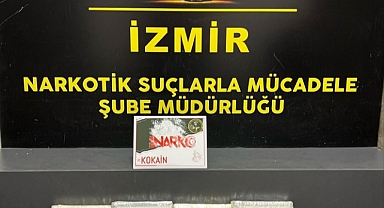 İZMİR
NARKOTİK SUÇLARLA MÜCADELE
ŞUBE MÜDÜRLÜĞÜ
NARKO
KOKAİN